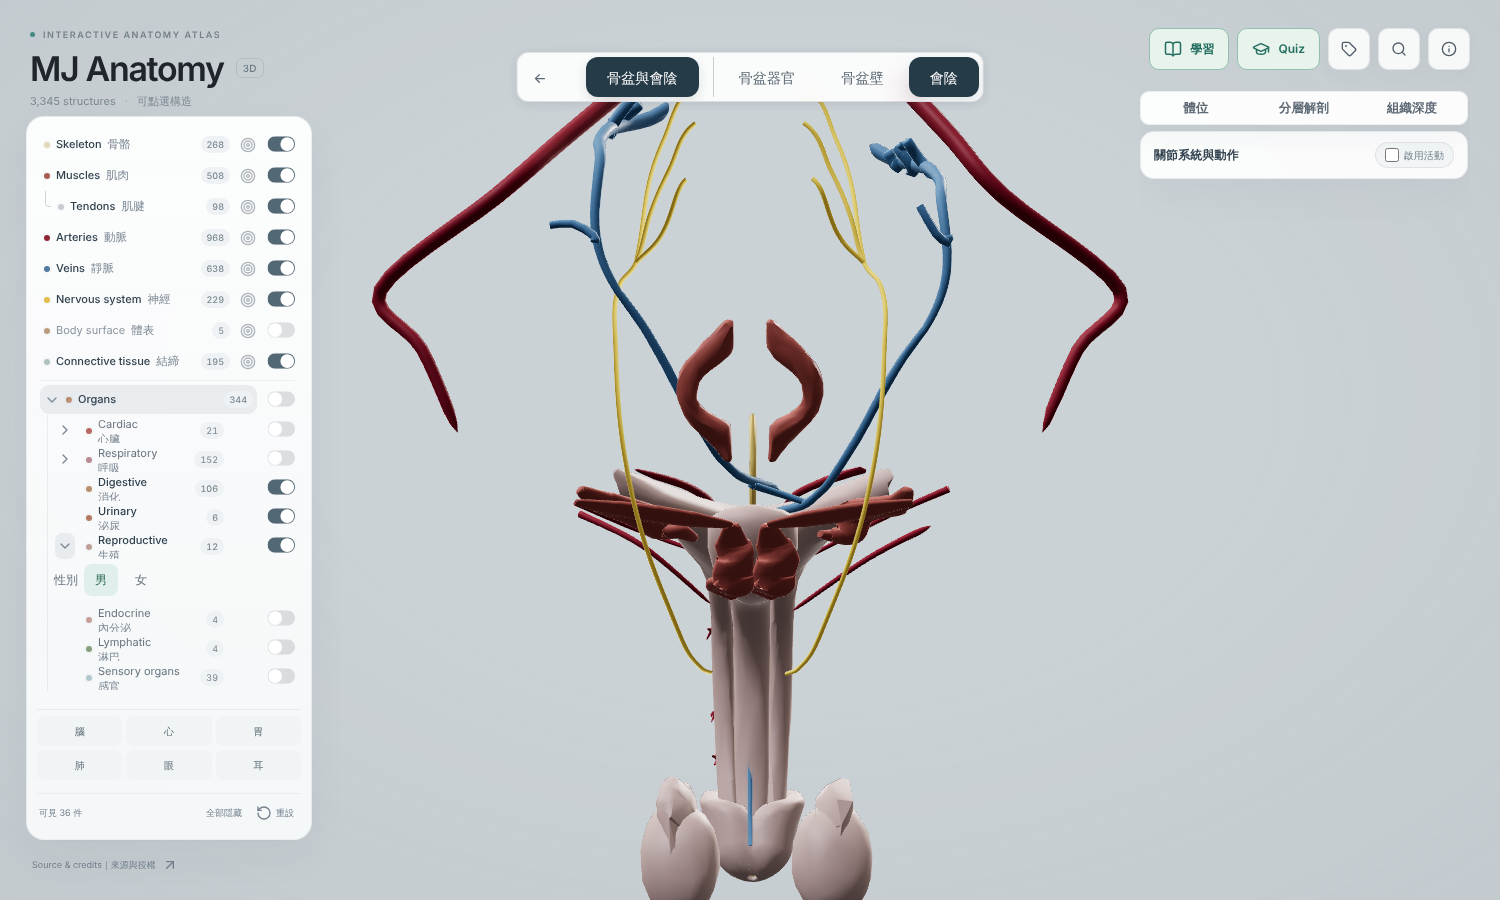 INTERACTIVE ANATOMY ATLAS
MJ Anatomy 3D
3,345 structures · 可點選構造
Skeleton 骨骼 268
Muscles 肌肉 508
Tendons 肌腱 98
Arteries 動脈 968
Veins 靜脈 638
Nervous system 神經 229
Body surface 體表 5
Connective tissue 結締 195
Organs 344
Cardiac 21
心臟
Respiratory 152
呼吸
Digestive 106
消化
Urinary 6
泌尿
Reproductive 12
生殖
性別 男 女
Endocrine 4
內分泌
Lymphatic 4
淋巴
Sensory organs 39
感官
腦 心 胃
肺 眼 耳
可見 36 件 全部隱藏 重設
Source & credits | 來源與授權
← 骨盆與會陰 骨盆器官 骨盆壁 會陰
學習 Quiz
體位 分層解剖 組織深度
關節系統與動作 啟用活動